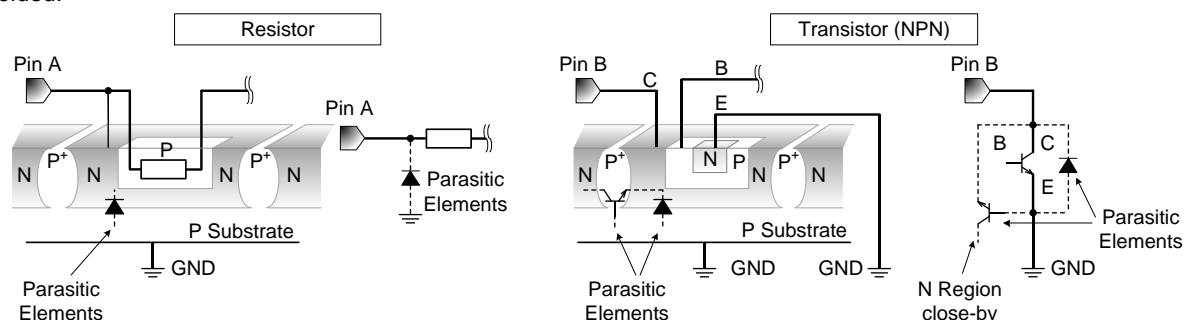 Resistor
Pin A
P
N
P+
N
N
P+
N
Parasitic
Elements
P Substrate
GND
Pin A
Parasitic
Elements
Transistor (NPN)
Pin B
C
B
E
N
P+
N
N
P
N
P+
N
Parasitic
Elements
P Substrate
GND
GND
Pin B
B
C
E
Parasitic
Elements
GND
N Region
close-by